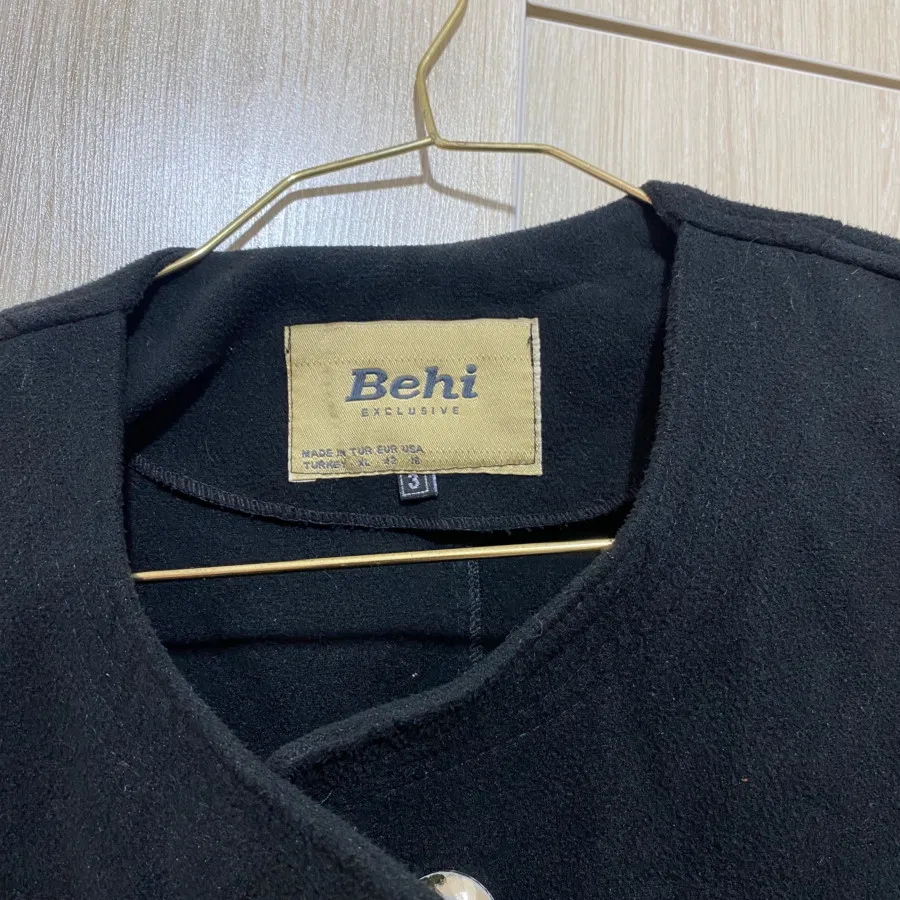 Behi
EXCLUSIVE
MADE IN TUR EUR USA
TURKEY XL 42 16
3